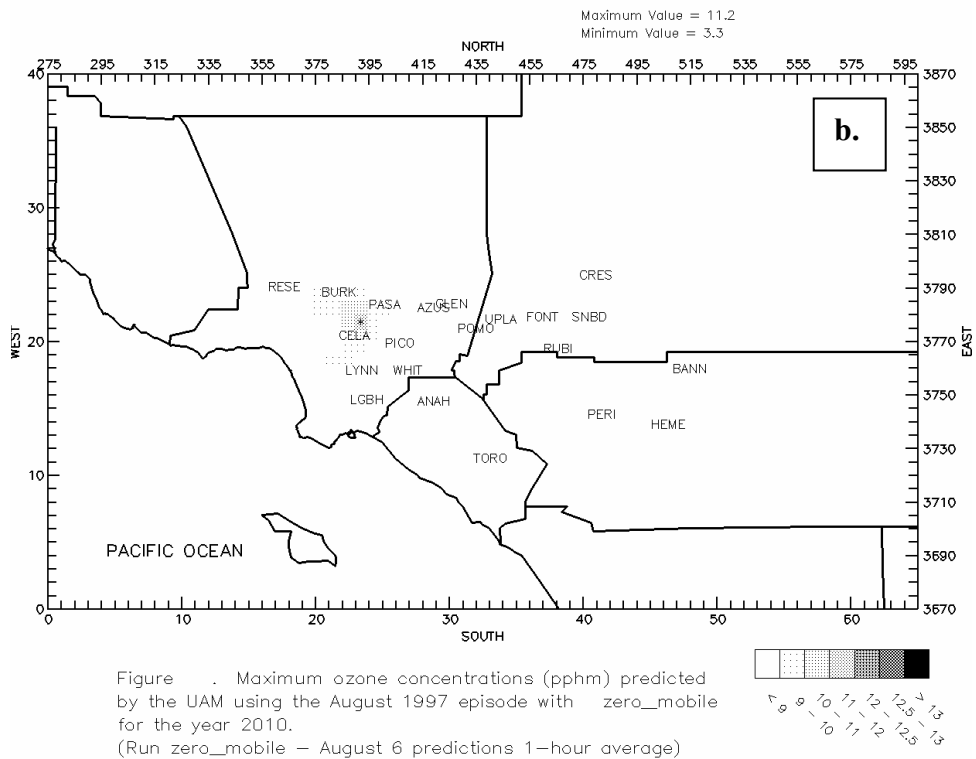 Maximum Value = 11.2
Minimum Value = 3.3
NORTH
275 295 315 335 355 375 395 415 435 455 475 495 515 535 555 575 595
40 3870
b.
3850
3830
30 3810
CRES
RESE BURK 3790
PASA AZUS GLEN
UPLA FONT SNBD
POMO
CELA
PICO RUBI
WEST 20 3770 EAST
LYNN WHIT BANN
3750
LGBH ANAH
PERI
HEME
3730
TORO
10 3710
PACIFIC OCEAN 3690
0 3670
0 10 20 30 40 50 60
SOUTH
Figure . Maximum ozone concentrations (pphm) predicted
by the UAM using the August 1997 episode with zero_mobile
for the year 2010.
(Run zero_mobile – August 6 predictions 1–hour average)
< 9
9 – 10
10 – 11
11 – 12
12 – 12.5
12.5 – 13
> 13